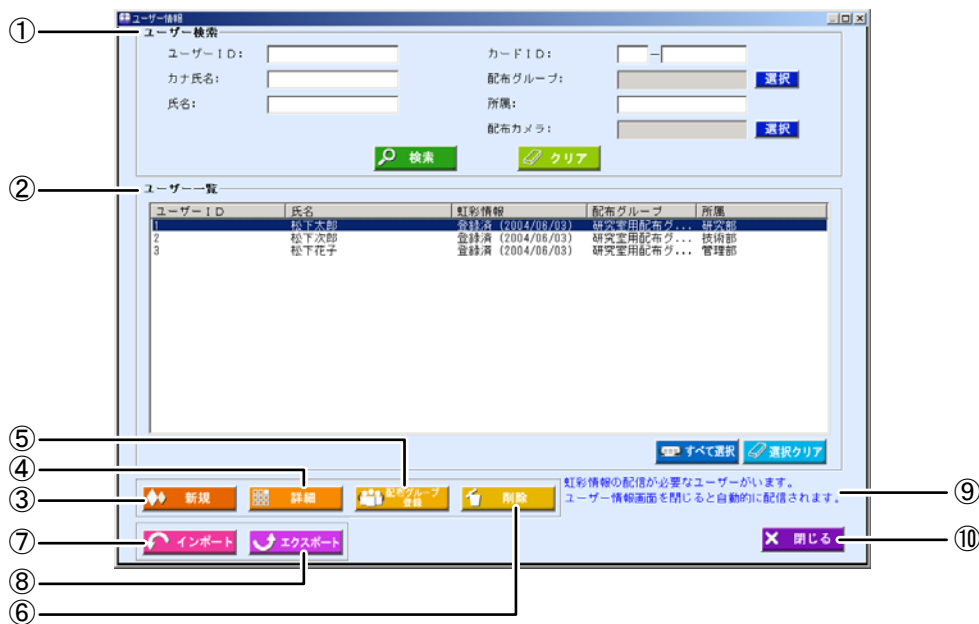 ユーザー情報
① ユーザー検索
ユーザーID: カードID: －
カナ氏名: 配布グループ: 選択
氏名: 所属:
配布カメラ: 選択
検索 クリア
② ユーザー一覧
ユーザーID 氏名 虹彩情報 配布グループ 所属
1 松下太郎 登録済 (2004/06/03) 研究室用配布グ... 研究部
2 松下次郎 登録済 (2004/06/03) 研究室用配布グ... 技術部
3 松下花子 登録済 (2004/06/03) 研究室用配布グ... 管理部
すべて選択 選択クリア
⑤
④
③ 新規 詳細 配布グループ登録 削除
虹彩情報の配信が必要なユーザーがいます。
ユーザー情報画面を閉じると自動的に配信されます。 ⑨
⑦ インポート エクスポート 閉じる ⑩
⑧
⑥